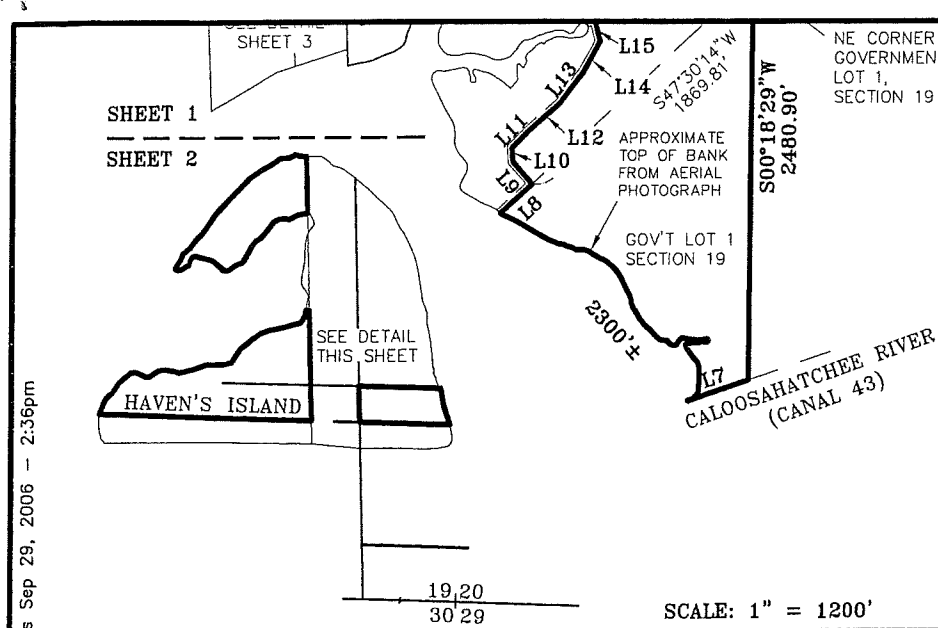 SHEET 3
L15
L14
L13
S47°30'14"W
1869.81'
NE CORNER
LOT 1,
SECTION 19
SHEET 1
SHEET 2
L12
L11
L10
L9
L8
APPROXIMATE
TOP OF BANK
FROM AERIAL
PHOTOGRAPH
S00°18'29"W
2480.90'
GOV'T LOT 1
SECTION 19
2300'±
SEE DETAIL
THIS SHEET
HAVEN'S ISLAND
L7
CALOOSAHATCHEE RIVER
(CANAL 43)
Sep 29, 2006 – 2:36pm
19 20
30 29
SCALE: 1" = 1200'